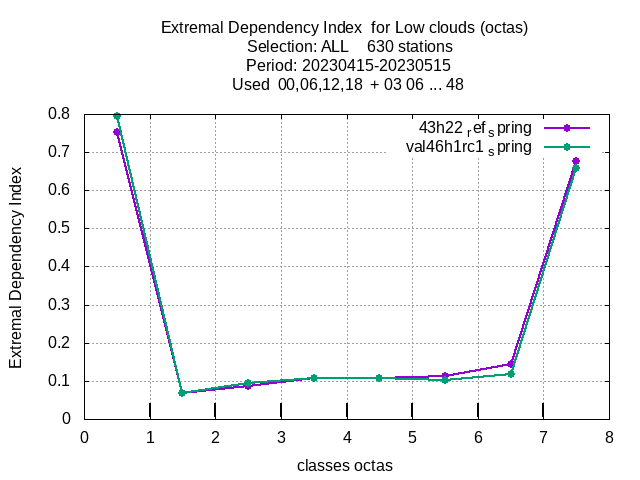 Extremal Dependency Index  for Low clouds (octas)
Selection: ALL    630 stations
Period: 20230415-20230515
Used  00,06,12,18  + 03 06 ... 48
43h22 ref spring
val46h1rc1 spring
Extremal Dependency Index
0.8
0.7
0.6
0.5
0.4
0.3
0.2
0.1
0
0 1 2 3 4 5 6 7 8
classes octas